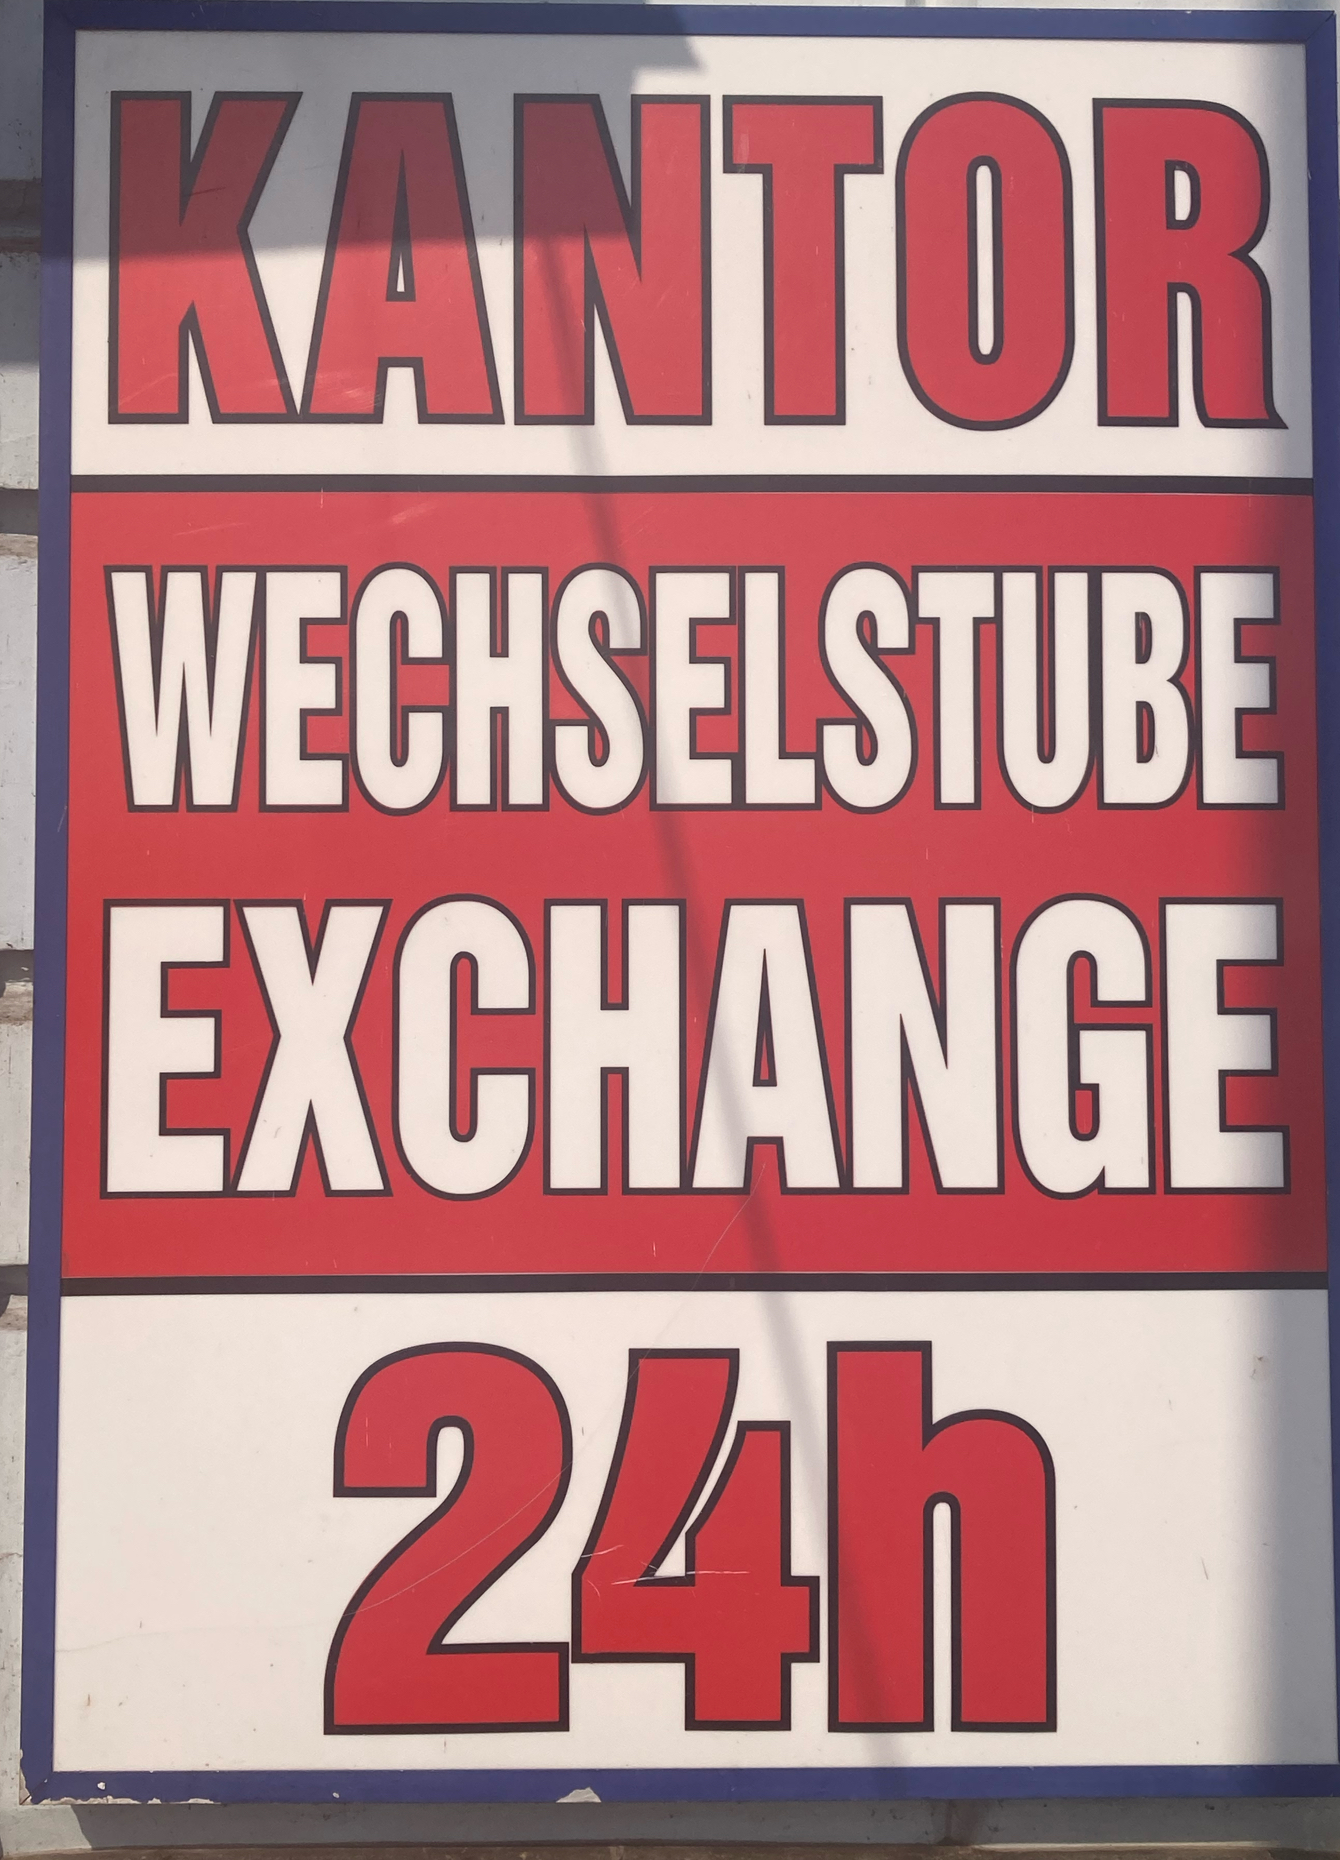 KANTOR
WECHSELSTUBE
EXCHANGE
24h